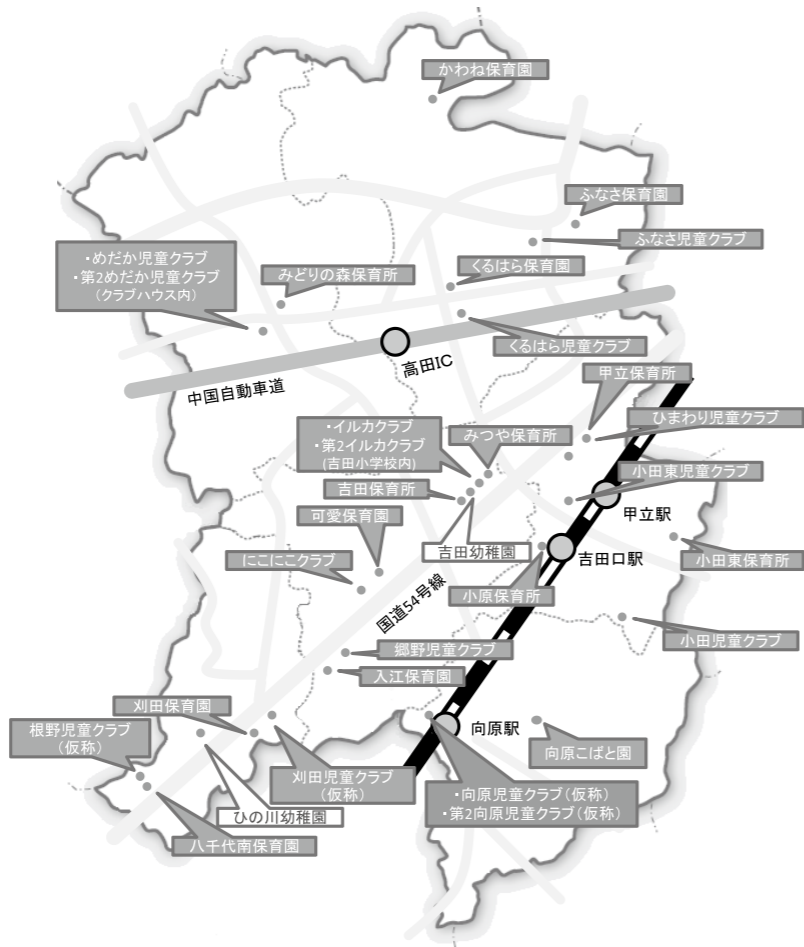 かわね保育園
ふなさ保育園
ふなさ児童クラブ
・めだか児童クラブ
・第2めだか児童クラブ
(クラブハウス内)
みどりの森保育所
くるはら保育園
くるはら児童クラブ
高田IC
中国自動車道
甲立保育所
ひまわり児童クラブ
・イルカクラブ
・第2イルカクラブ
(吉田小学校内)
みつや保育所
吉田保育所
小田東児童クラブ
甲立駅
可愛保育園
吉田幼稚園
吉田口駅
小田東保育所
にこにこクラブ
小原保育所
国道54号線
小田児童クラブ
郷野児童クラブ
入江保育園
刈田保育園
根野児童クラブ
(仮称)
向原駅
向原こばと園
刈田児童クラブ
(仮称)
・向原児童クラブ(仮称)
・第2向原児童クラブ(仮称)
ひの川幼稚園
八千代南保育園